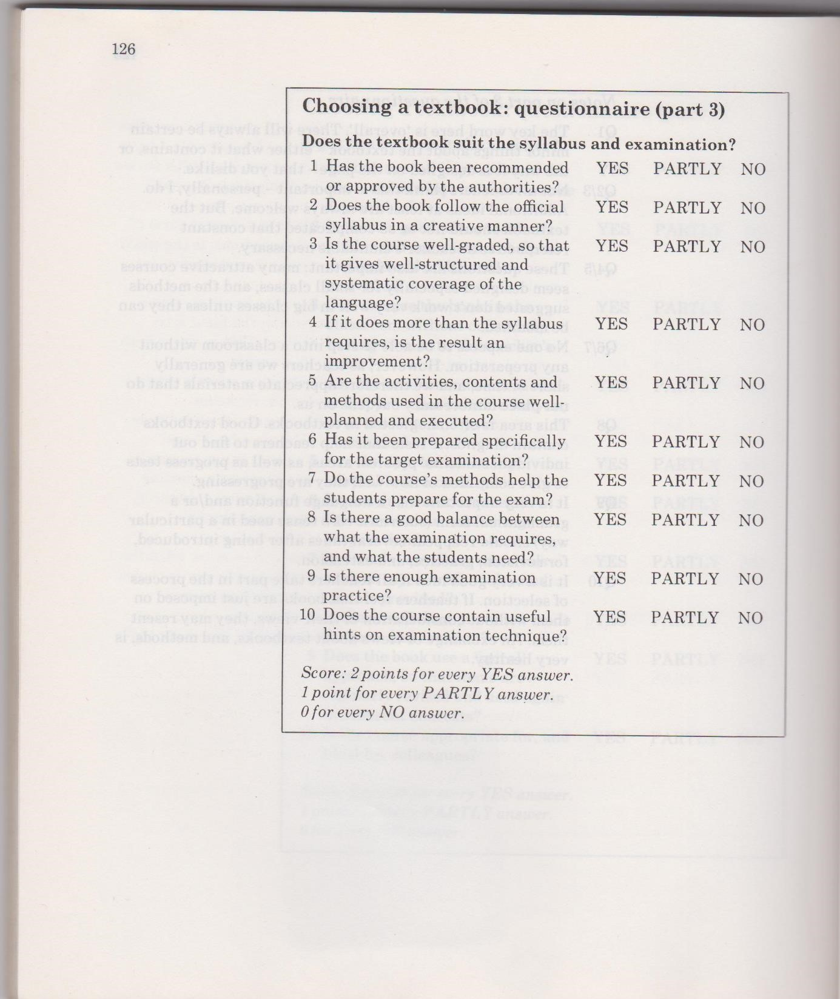 126
Choosing a textbook: questionnaire (part 3)
Does the textbook suit the syllabus and examination?
1 Has the book been recommended YES PARTLY NO
or approved by the authorities?
2 Does the book follow the official YES PARTLY NO
syllabus in a creative manner?
3 Is the course well-graded, so that YES PARTLY NO
it gives well-structured and
systematic coverage of the
language?
4 If it does more than the syllabus YES PARTLY NO
requires, is the result an
improvement?
5 Are the activities, contents and YES PARTLY NO
methods used in the course well-
planned and executed?
6 Has it been prepared specifically YES PARTLY NO
for the target examination?
7 Do the course's methods help the YES PARTLY NO
students prepare for the exam?
8 Is there a good balance between YES PARTLY NO
what the examination requires,
and what the students need?
9 Is there enough examination YES PARTLY NO
practice?
10 Does the course contain useful YES PARTLY NO
hints on examination technique?
Score: 2 points for every YES answer.
1 point for every PARTLY answer.
0 for every NO answer.